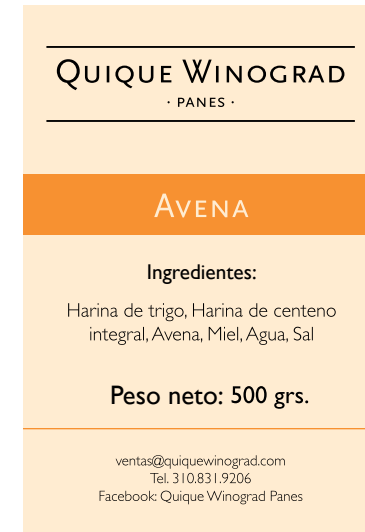 QUIQUE WINOGRAD
· PANES ·
AVENA
Ingredientes:
Harina de trigo, Harina de centeno
integral, Avena, Miel, Agua, Sal
Peso neto: 500 grs.
ventas@quiquewinograd.com
Tel. 310.831.9206
Facebook: Quique Winograd Panes